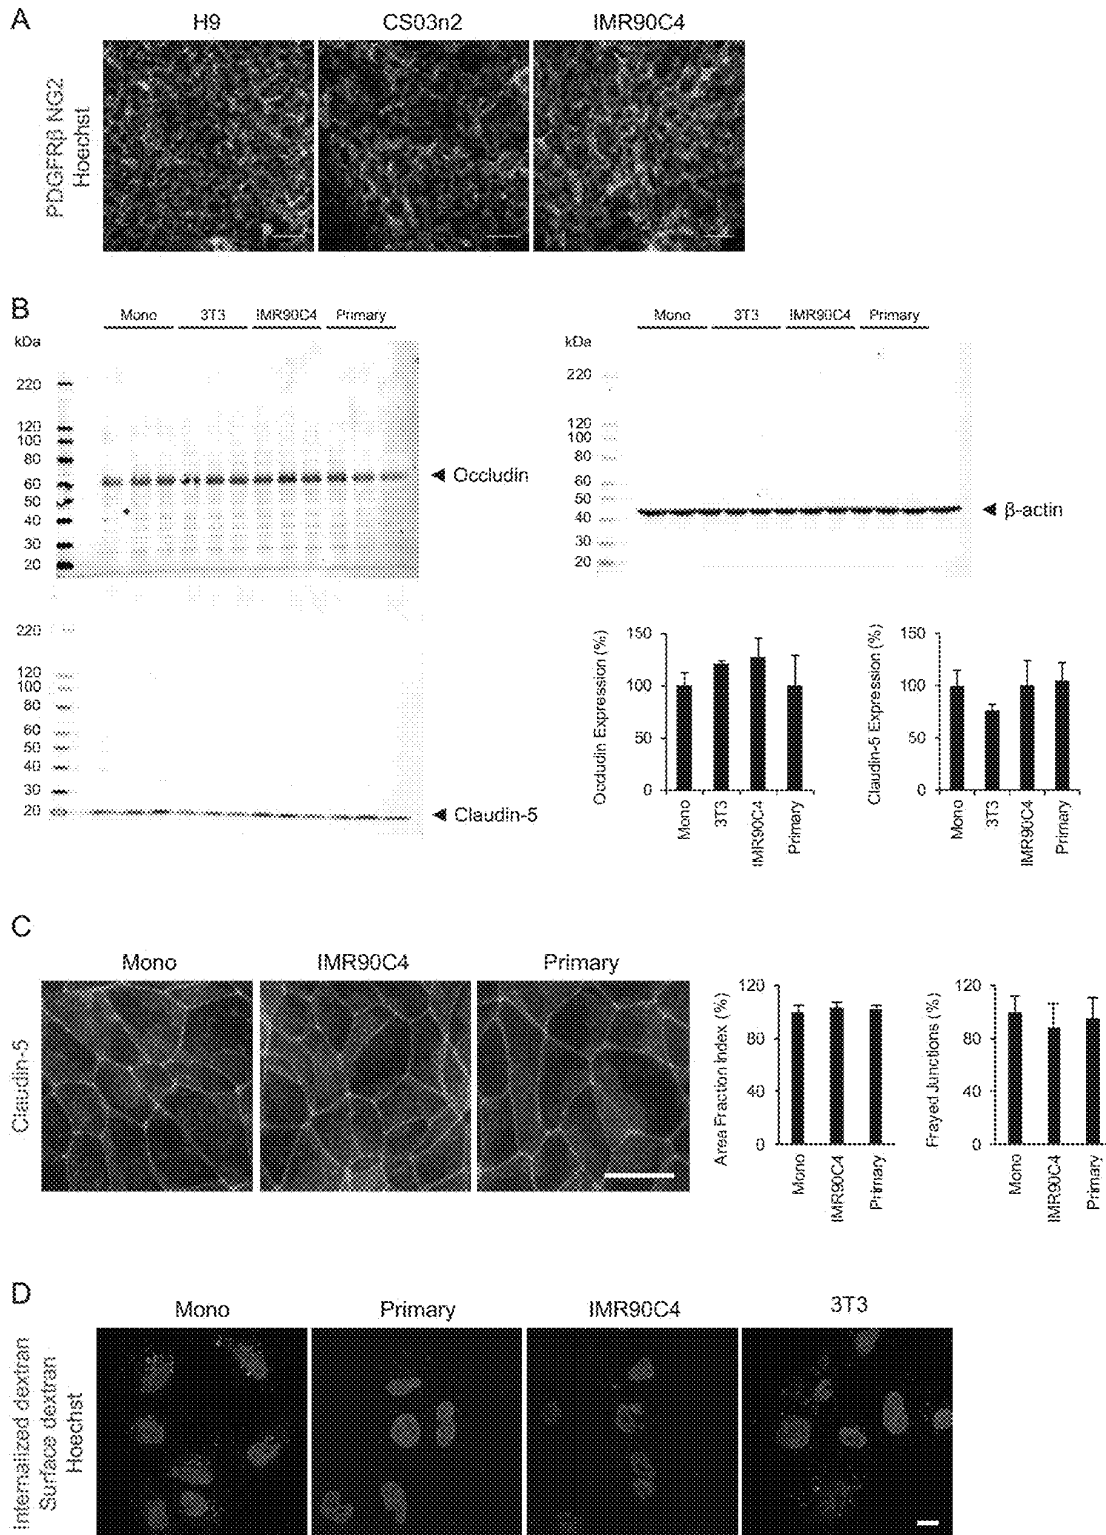 A
H9 CS03n2 IMR90C4
PDGFRβ NG2
Hoechst
B
Mono 3T3 IMR90C4 Primary
kDa
220
120
100
80
60
50
40
30
20
Occludin
Mono 3T3 IMR90C4 Primary
kDa
220
120
100
80
60
50
40
30
20
β-actin
220
120
100
80
60
50
40
30
20
Claudin-5
Occludin Expression (%)
150
100
50
0
Mono 3T3 IMR90C4 Primary
Claudin-5 Expression (%)
150
100
50
0
Mono 3T3 IMR90C4 Primary
C
Mono IMR90C4 Primary
Claudin-5
Area Fraction Index (%)
120
80
40
0
Mono IMR90C4 Primary
Frayed Junctions (%)
120
80
40
0
Mono IMR90C4 Primary
D
Mono Primary IMR90C4 3T3
Internalized dextran
Surface dextran
Hoechst